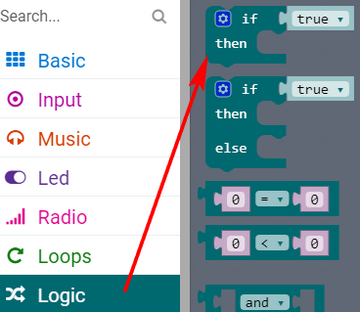 Search...
Basic
Input
Music
Led
Radio
Loops
Logic
if true
then
if true
then
else
0 = 0
0 < 0
and